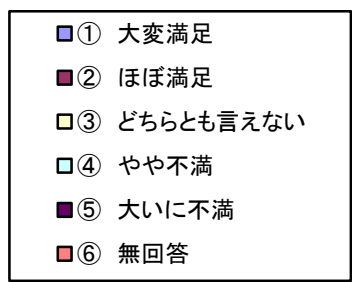 ① 大変満足
② ほぼ満足
③ どちらとも言えない
④ やや不満
⑤ 大いに不満
⑥ 無回答